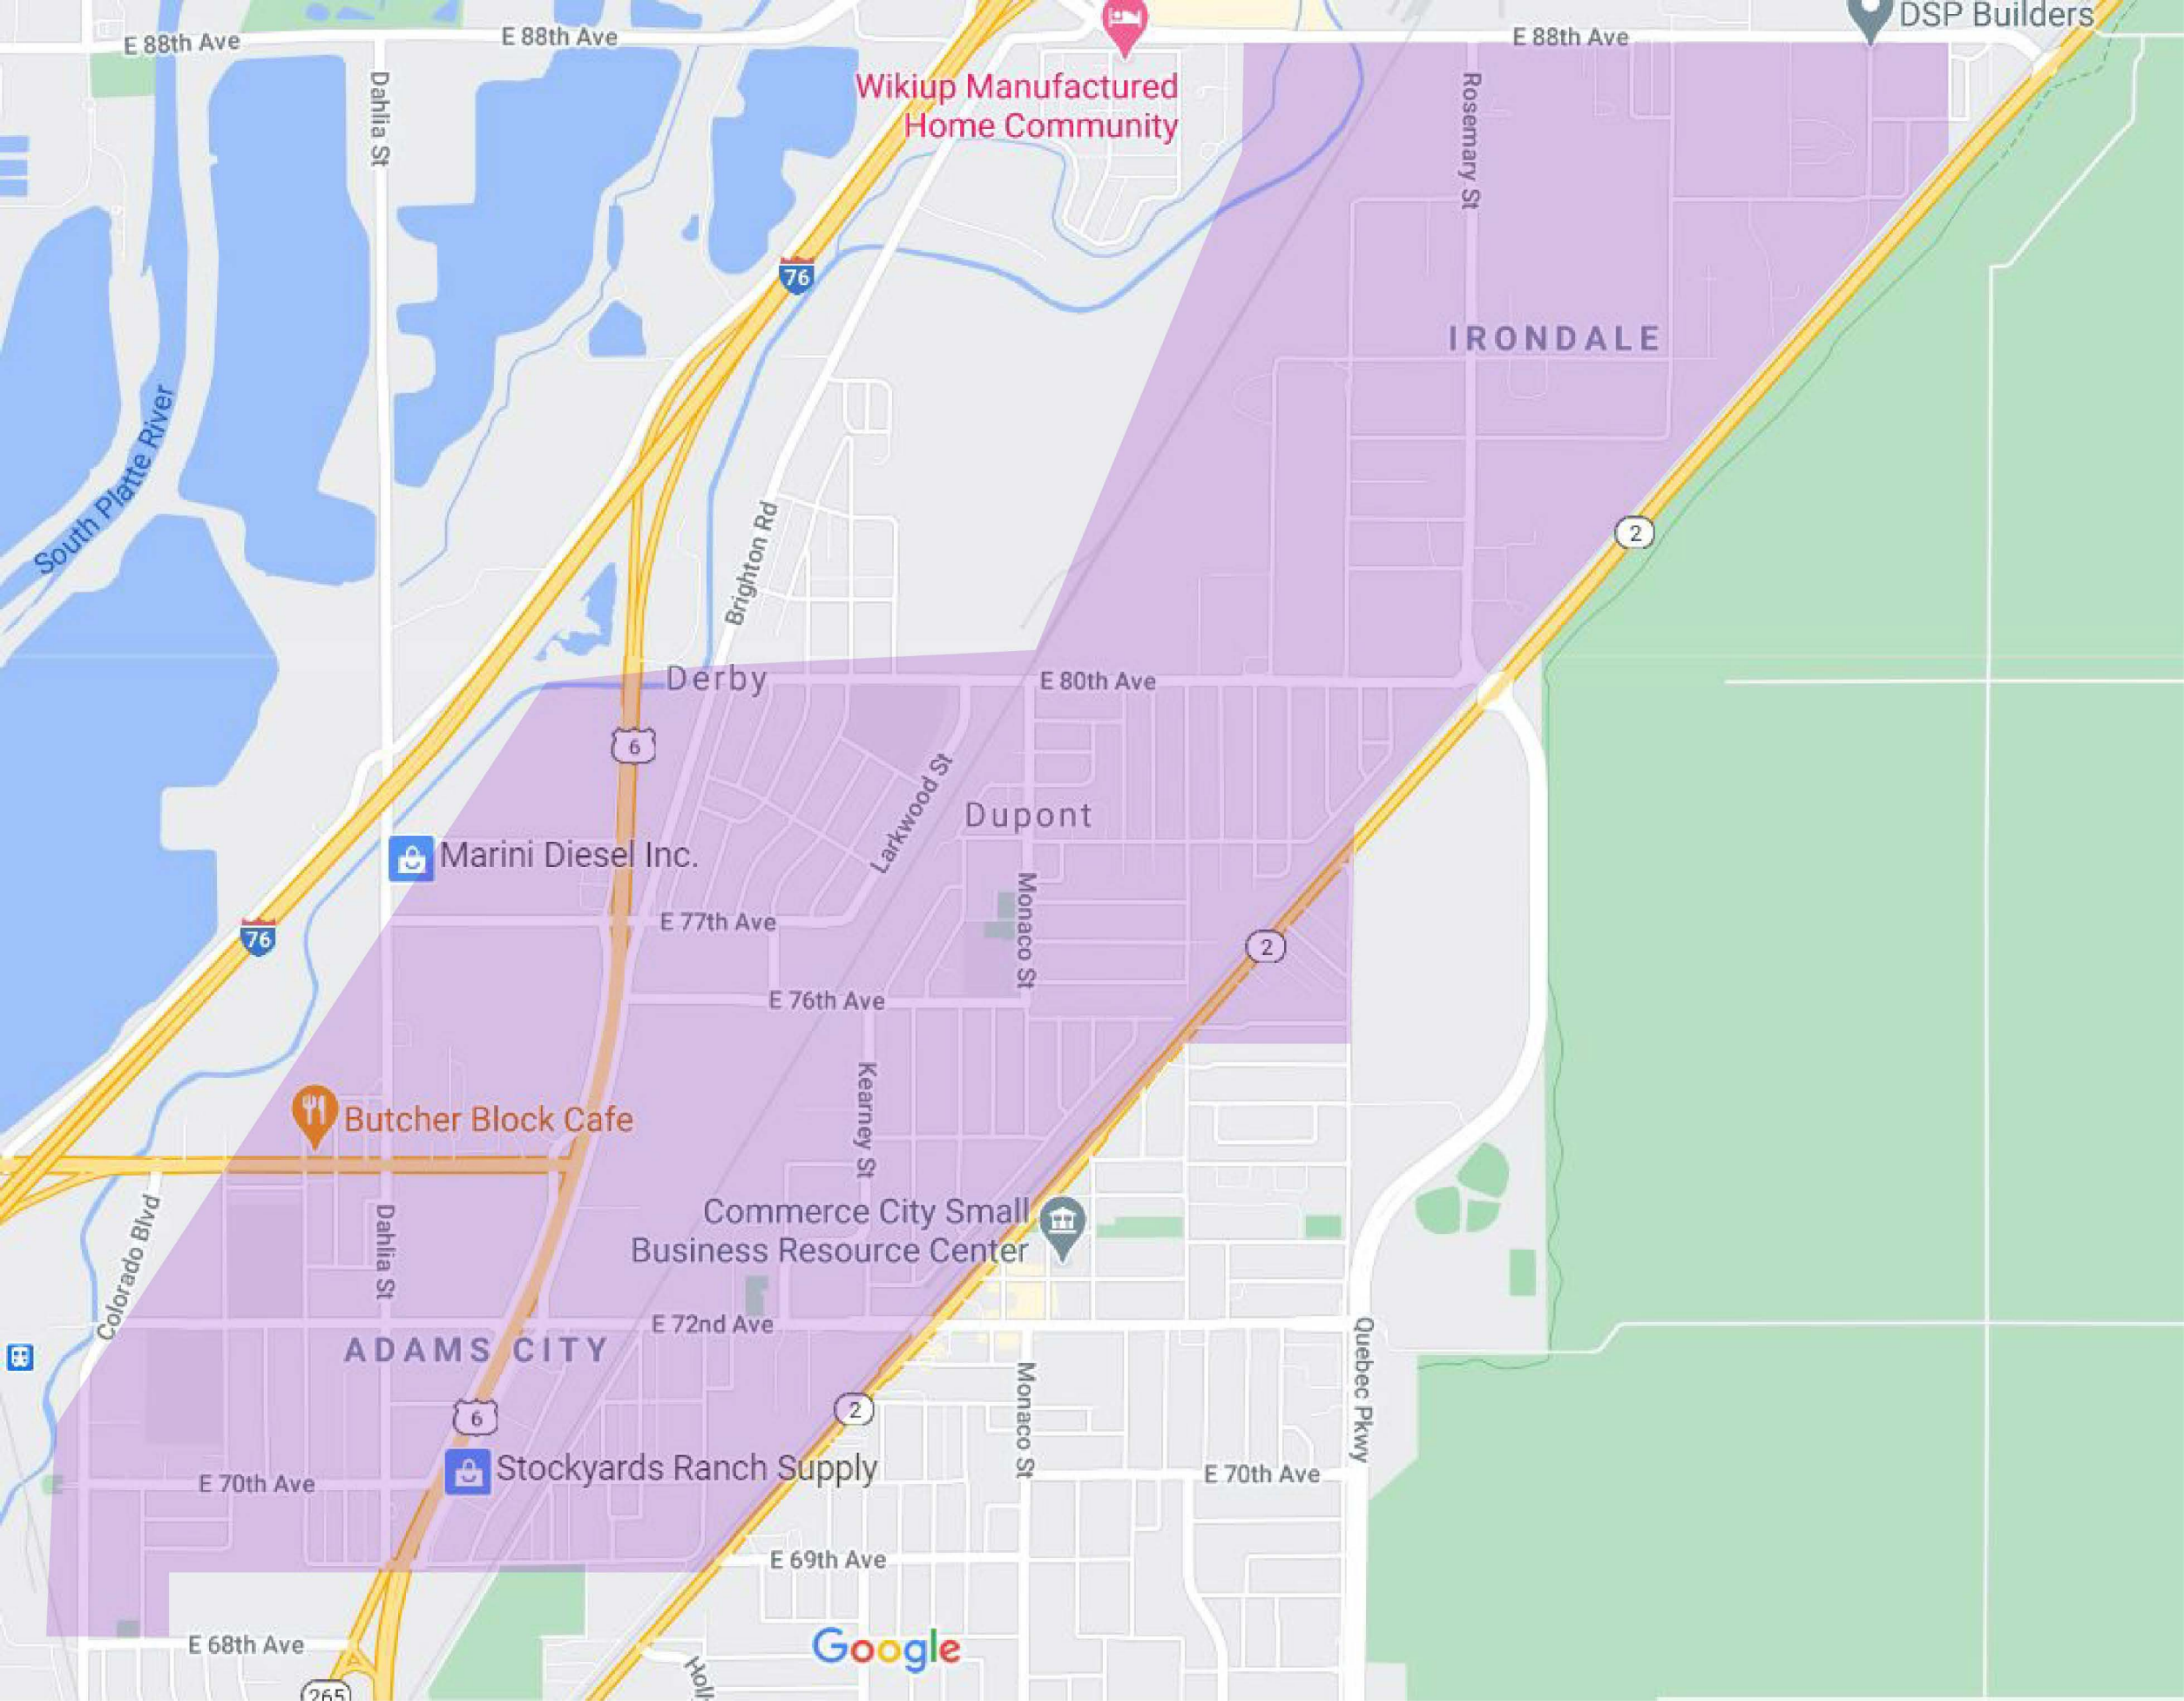 DSP Builders
E 88th Ave
E 88th Ave
E 88th Ave
Wikiup Manufactured
Home Community
Dahlia St
Rosemary St
76
South Platte River
IRONDALE
2
Brighton Rd
Derby
E 80th Ave
6
Larkwood St
Dupont
Marini Diesel Inc.
76
E 77th Ave
Monaco St
2
E 76th Ave
Kearney St
Butcher Block Cafe
Colorado Blvd
Dahlia St
Commerce City Small
Business Resource Center
E 72nd Ave
ADAMS CITY
Quebec Pkwy
Monaco St
6
2
Stockyards Ranch Supply
E 70th Ave
E 70th Ave
E 69th Ave
E 68th Ave
Google
Holl
265